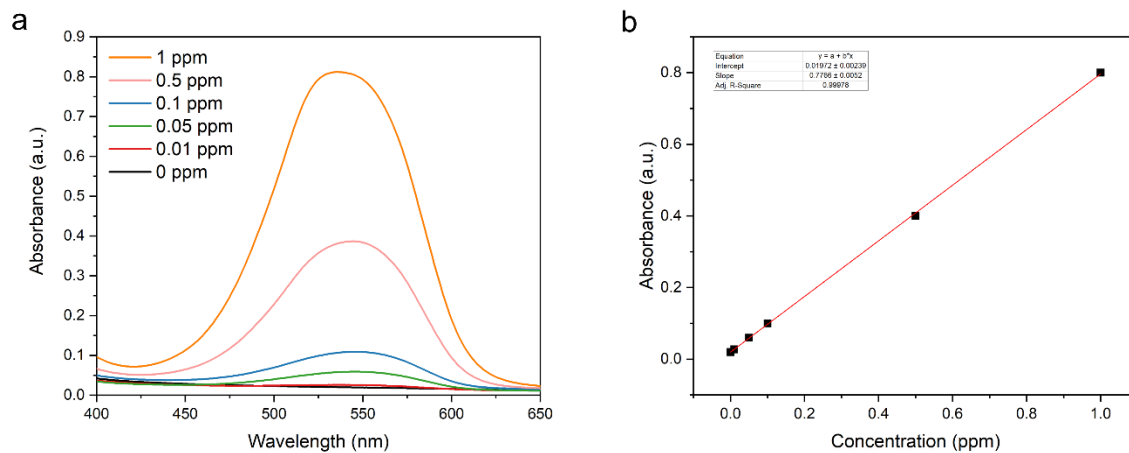 a
0.9
0.8
0.7
0.6
0.5
0.4
0.3
0.2
0.1
0.0
400 450 500 550 600 650
Absorbance (a.u.)
Wavelength (nm)
1 ppm
0.5 ppm
0.1 ppm
0.05 ppm
0.01 ppm
0 ppm
b
0.8
0.6
0.4
0.2
0.0
0.0 0.2 0.4 0.6 0.8 1.0
Absorbance (a.u.)
Concentration (ppm)
Equation y = a + b*x
Intercept 0.01972 ± 0.00239
Slope 0.7786 ± 0.0052
Adj. R-Square 0.99978